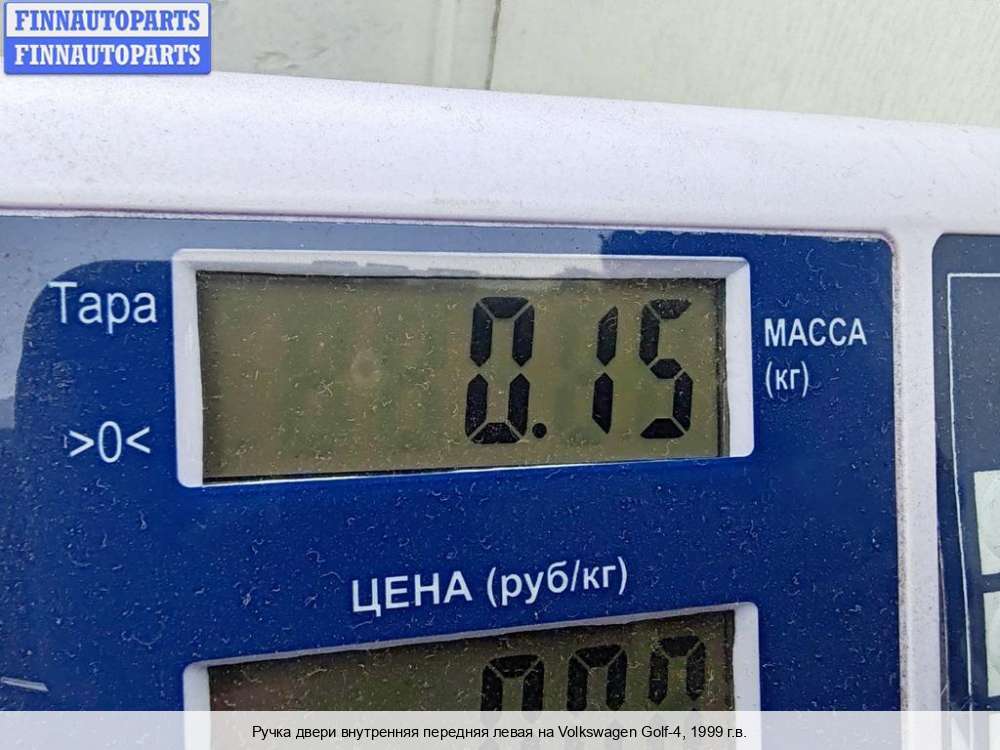 FINNAUTOPARTS
FINNAUTOPARTS
Тара
0.15
МАССА
(кг)
>0<
ЦЕНА (руб/кг)
Ручка двери внутренняя передняя левая на Volkswagen Golf-4, 1999 г.в.